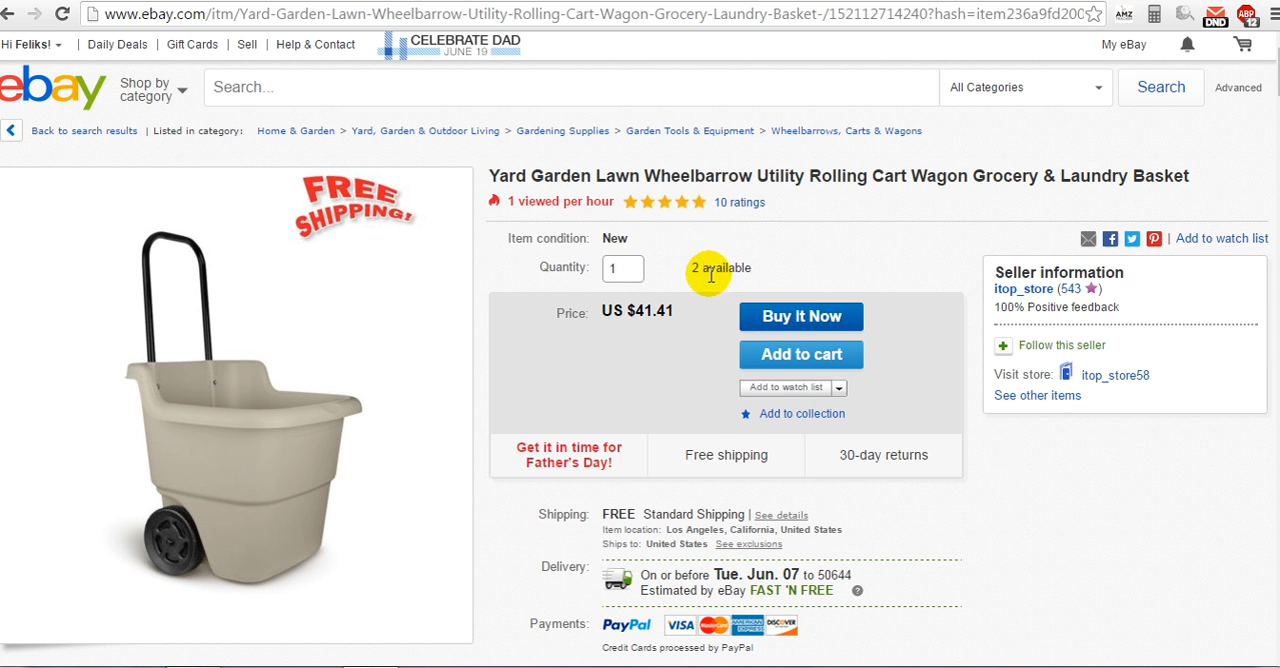 www.ebay.com/itm/Yard-Garden-Lawn-Wheelbarrow-Utility-Rolling-Cart-Wagon-Grocery-Laundry-Basket-/152112714240?hash=item236a9fd200
AMZ
DND
ABP
12
Hi Feliks! | Daily Deals | Gift Cards | Sell | Help & Contact
CELEBRATE DAD
JUNE 19
My eBay
ebay
Shop by
category
Search...
All Categories
Search
Advanced
Back to search results | Listed in category: Home & Garden > Yard, Garden & Outdoor Living > Gardening Supplies > Garden Tools & Equipment > Wheelbarrows, Carts & Wagons
FREE
SHIPPING!
Yard Garden Lawn Wheelbarrow Utility Rolling Cart Wagon Grocery & Laundry Basket
1 viewed per hour
10 ratings
Item condition: New
Quantity: 1
2 available
Price: US $41.41
Buy It Now
Add to cart
Add to watch list
Add to collection
Get it in time for
Father's Day!
Free shipping
30-day returns
| Add to watch list
Seller information
itop_store (543 )
100% Positive feedback
Follow this seller
Visit store: itop_store58
See other items
Shipping: FREE Standard Shipping | See details
Item location: Los Angeles, California, United States
Ships to: United States See exclusions
Delivery: On or before Tue. Jun. 07 to 50644
Estimated by eBay FAST 'N FREE
Payments: PayPal VISA MasterCard AMERICAN EXPRESS DISCOVER
Credit Cards processed by PayPal